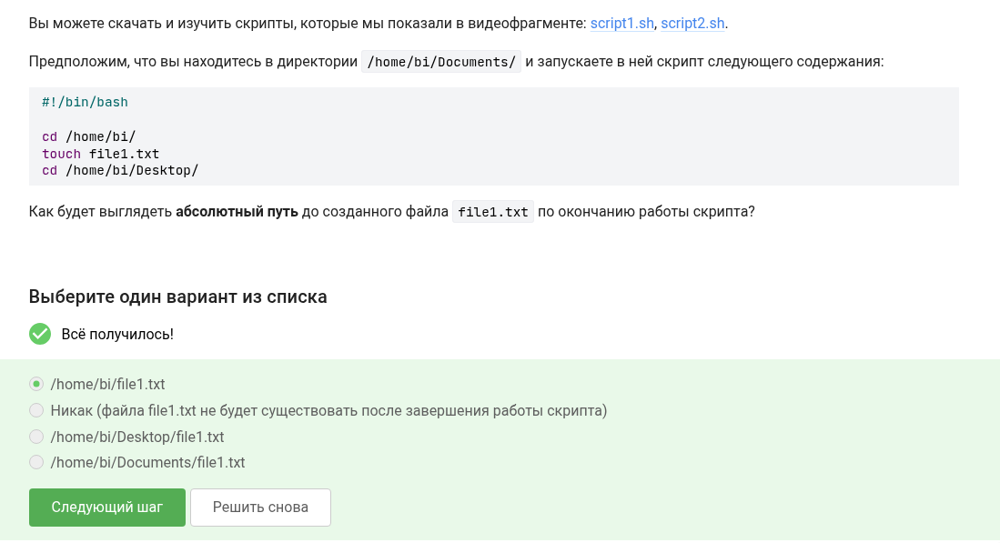 Вы можете скачать и изучить скрипты, которые мы показали в видеофрагменте: script1.sh, script2.sh.
Предположим, что вы находитесь в директории /home/bi/Documents/ и запускаете в ней скрипт следующего содержания:
#!/bin/bash
cd /home/bi/
touch file1.txt
cd /home/bi/Desktop/
Как будет выглядеть абсолютный путь до созданного файла file1.txt по окончанию работы скрипта?
Выберите один вариант из списка
Всё получилось!
/home/bi/file1.txt
Никак (файла file1.txt не будет существовать после завершения работы скрипта)
/home/bi/Desktop/file1.txt
/home/bi/Documents/file1.txt
Следующий шаг Решить снова